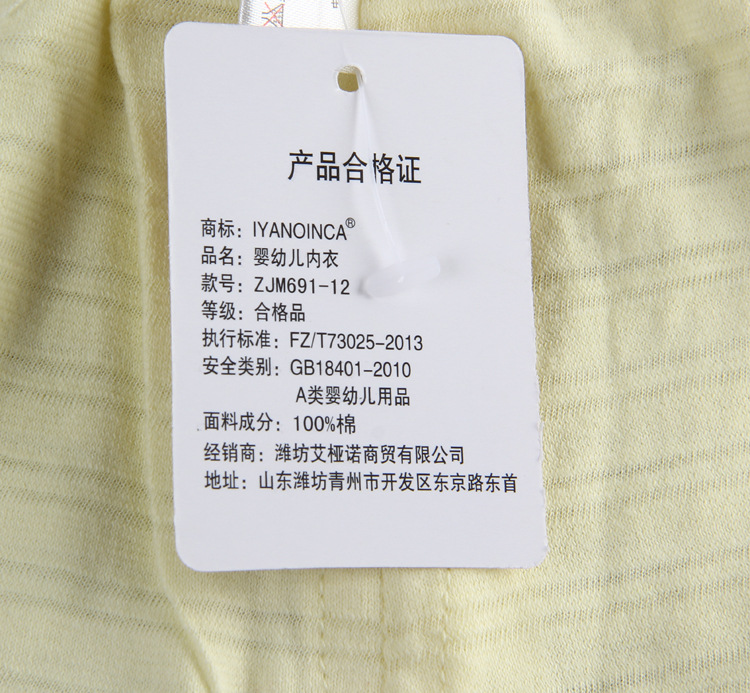 产品合格证
商标：IYANOINCA®
品名：婴幼儿内衣
款号：ZJM691-12
等级：合格品
执行标准：FZ/T73025-2013
安全类别：GB18401-2010
A类婴幼儿用品
面料成分：100%棉
经销商：潍坊艾桠诺商贸有限公司
地址：山东潍坊青州市开发区东京路东首